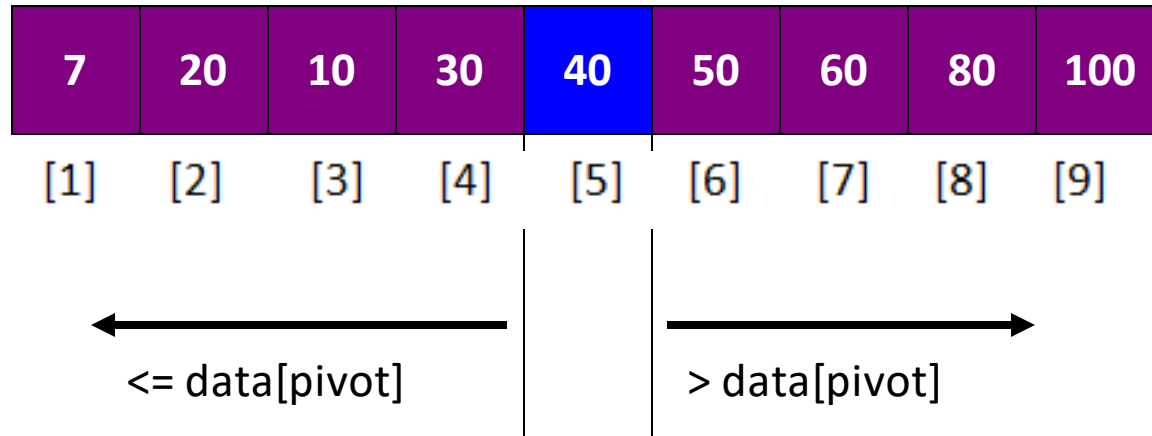 7 20 10 30 40 50 60 80 100
[1] [2] [3] [4] [5] [6] [7] [8] [9]
<= data[pivot] > data[pivot]